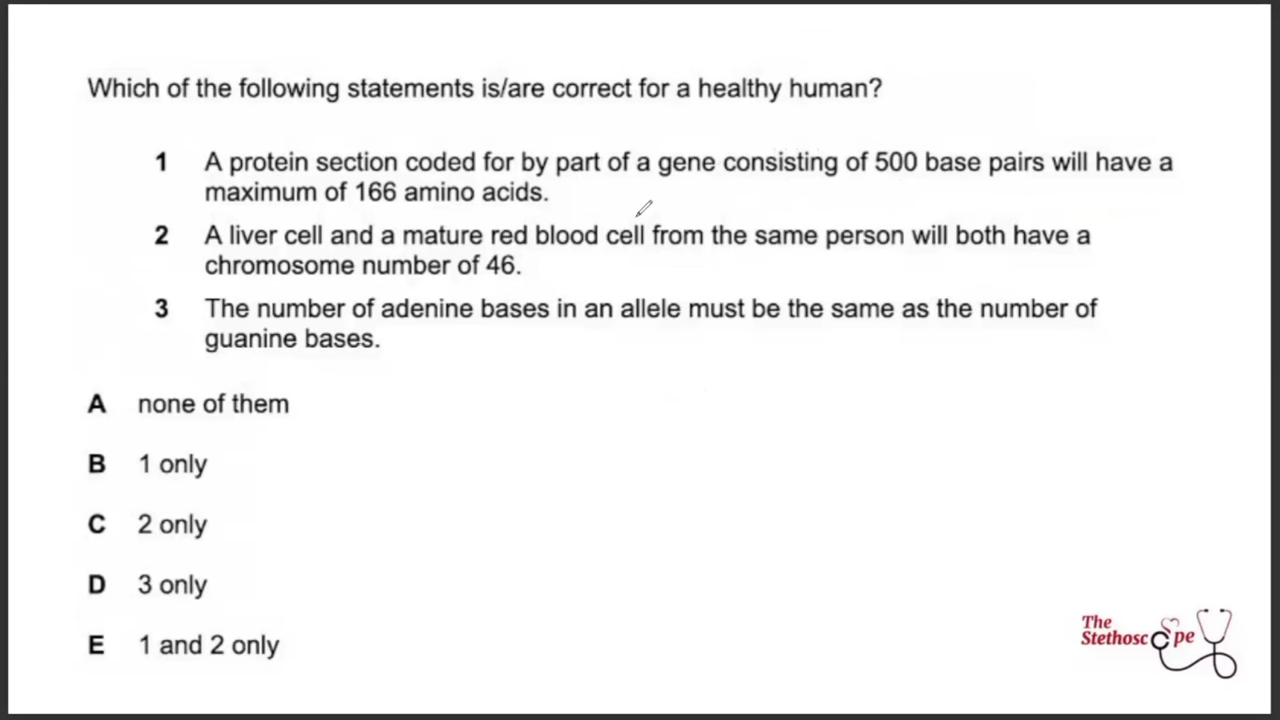 Which of the following statements is/are correct for a healthy human?
1 A protein section coded for by part of a gene consisting of 500 base pairs will have a
maximum of 166 amino acids.
2 A liver cell and a mature red blood cell from the same person will both have a
chromosome number of 46.
3 The number of adenine bases in an allele must be the same as the number of
guanine bases.
A none of them
B 1 only
C 2 only
D 3 only
E 1 and 2 only
The
Stethoscope